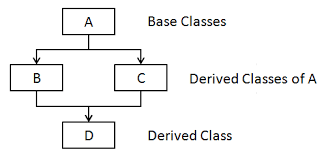 A Base Classes
B C Derived Classes of A
D Derived Class